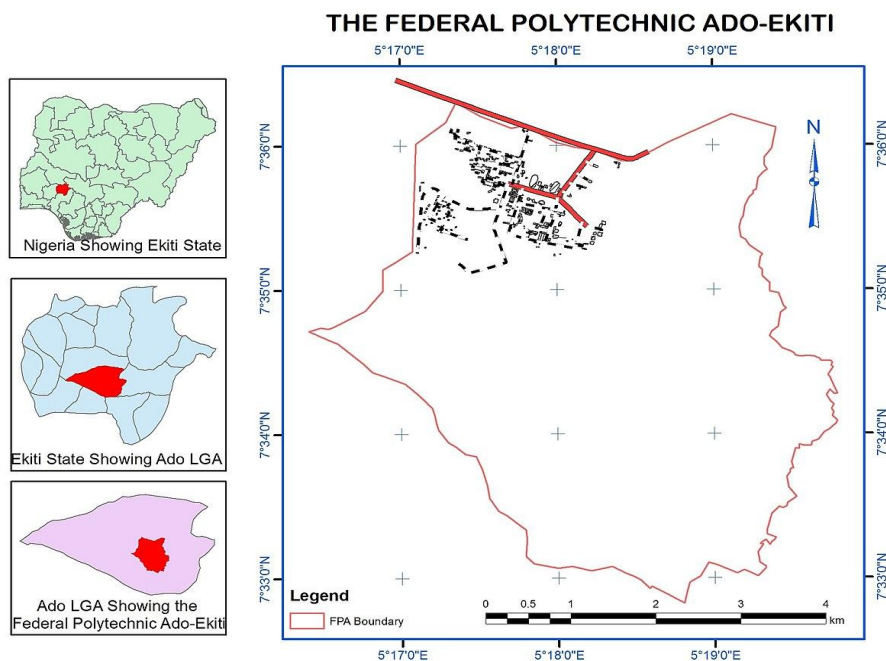 THE FEDERAL POLYTECHNIC ADO-EKITI
5°17'0"E 5°18'0"E 5°19'0"E
N
7°36'0"N 7°36'0"N
7°35'0"N 7°35'0"N
7°34'0"N 7°34'0"N
7°33'0"N 7°33'0"N
Nigeria Showing Ekiti State
Ekiti State Showing Ado LGA
Ado LGA Showing the
Federal Polytechnic Ado-Ekiti
Legend
FPA Boundary
0 0.5 1 2 3 4
km
5°17'0"E 5°18'0"E 5°19'0"E